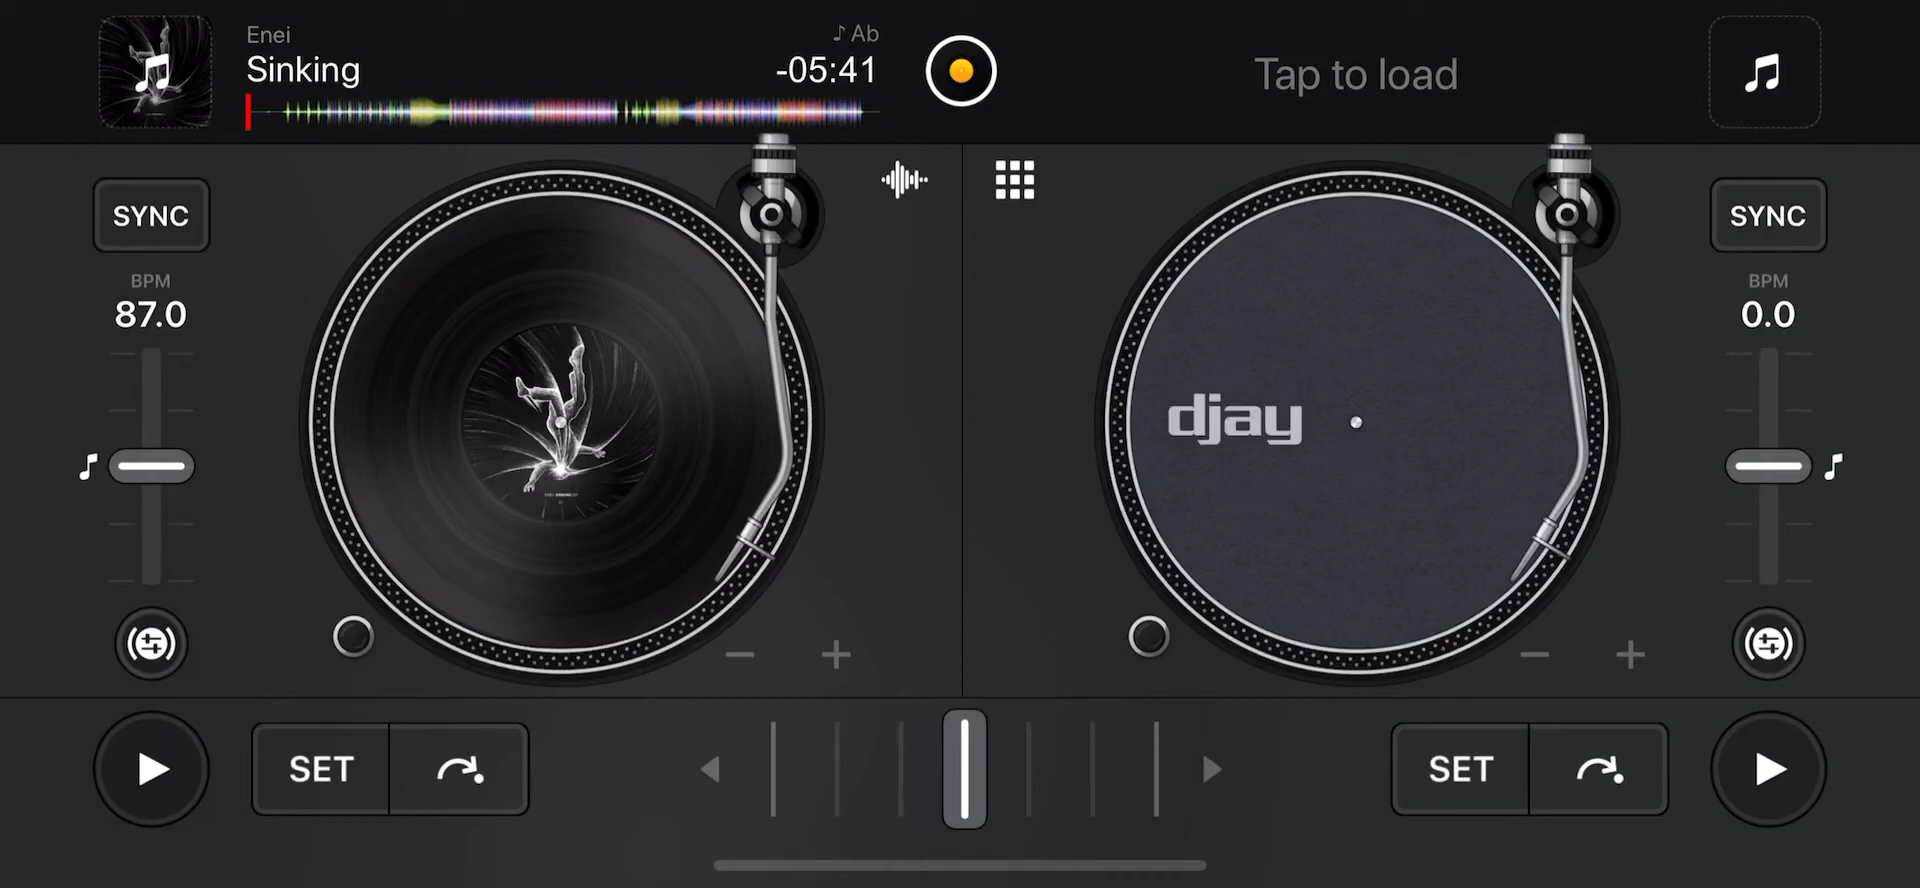 Enei
♪ Ab
Sinking
-05:41
Tap to load
SYNC
SYNC
BPM
87.0
BPM
0.0
djay
SET
SET